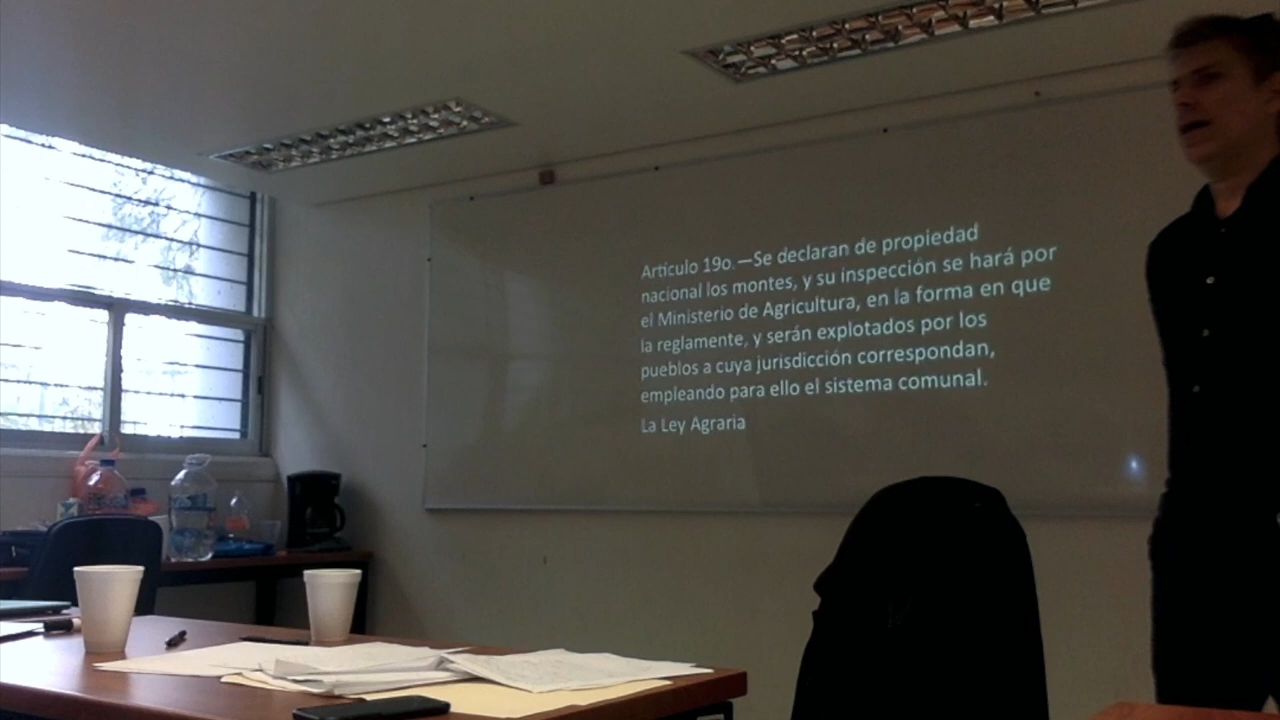 Artículo 19o.—Se declaran de propiedad
nacional los montes, y su inspección se hará por
el Ministerio de Agricultura, en la forma en que
la reglamente, y serán explotados por los
pueblos a cuya jurisdicción correspondan,
empleando para ello el sistema comunal.
La Ley Agraria